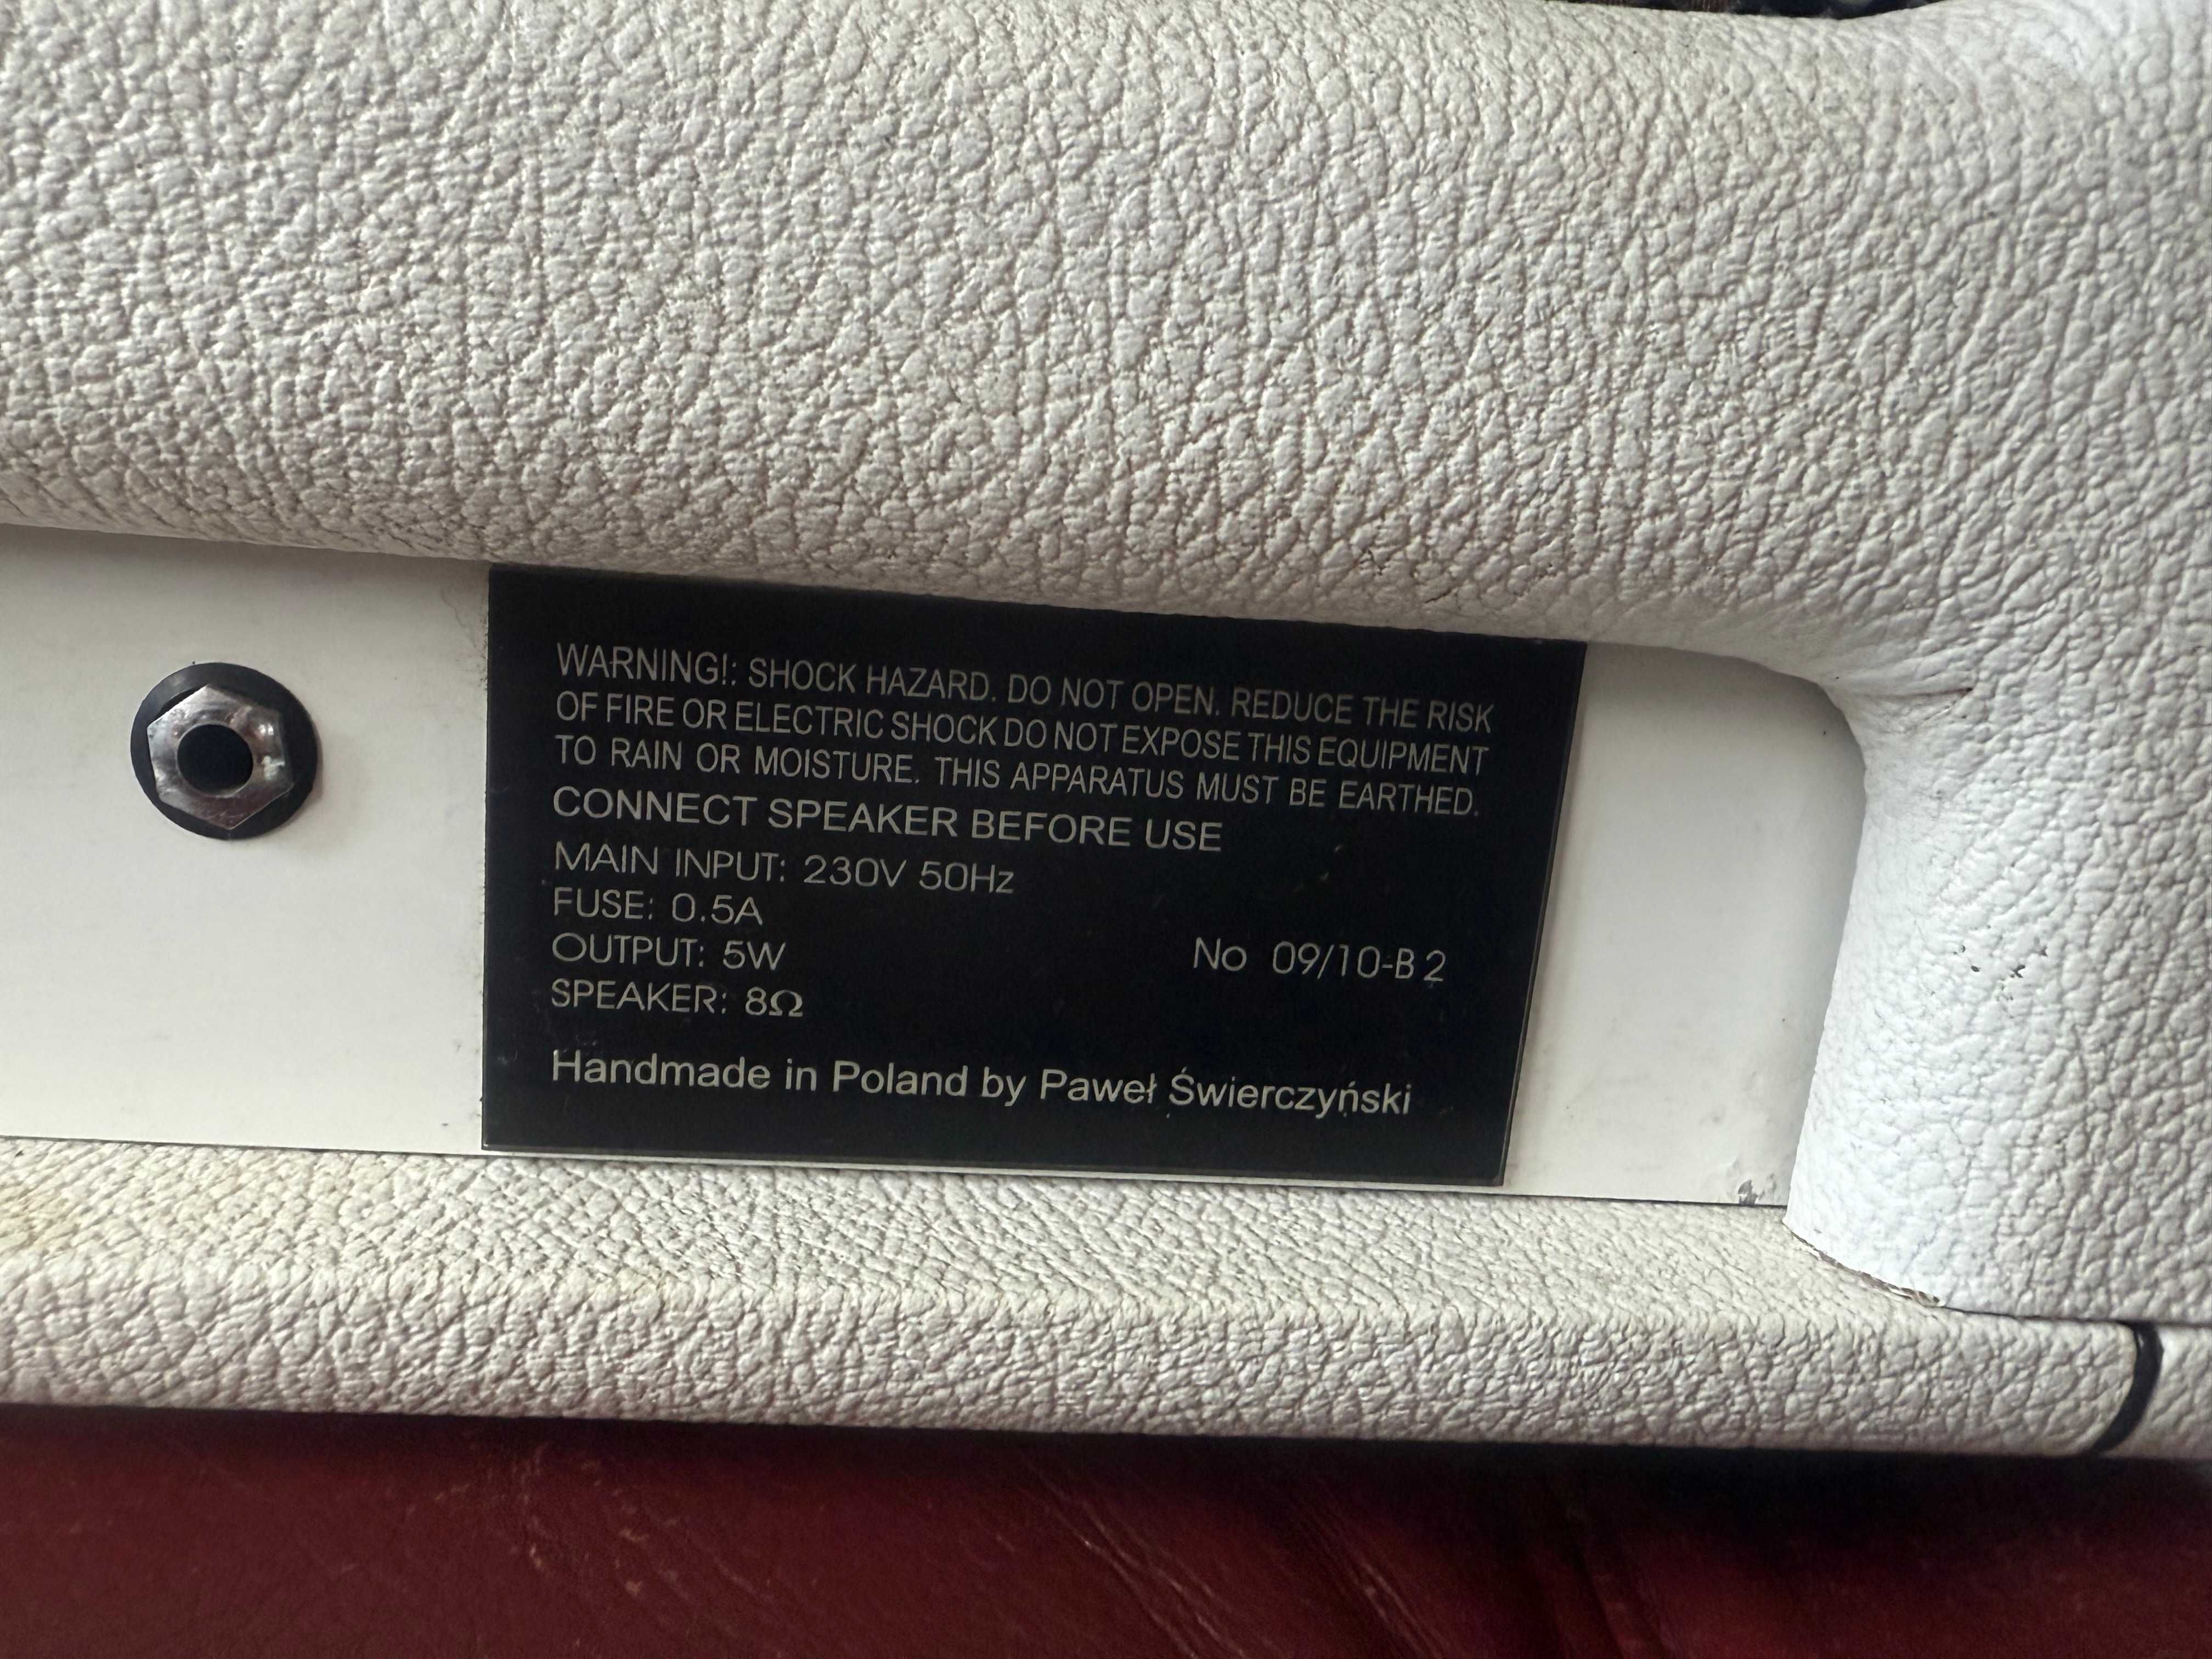 WARNING!: SHOCK HAZARD. DO NOT OPEN. REDUCE THE RISK
OF FIRE OR ELECTRIC SHOCK DO NOT EXPOSE THIS EQUIPMENT
TO RAIN OR MOISTURE. THIS APPARATUS MUST BE EARTHED.
CONNECT SPEAKER BEFORE USE
MAIN INPUT: 230V 50Hz
FUSE: 0.5A
OUTPUT: 5W
No 09/10-B2
SPEAKER: 8Ω
Handmade in Poland by Paweł Świerczyński